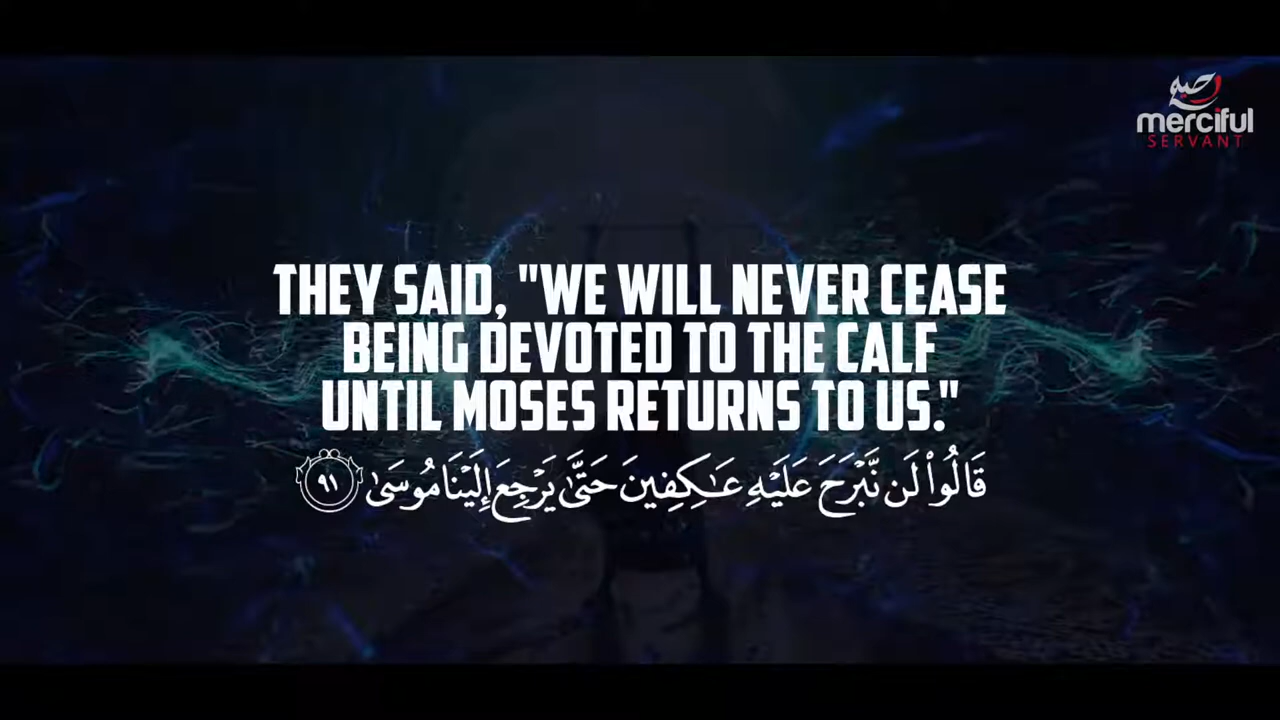 رحيم
merciful
SERVANT
THEY SAID, "WE WILL NEVER CEASE
BEING DEVOTED TO THE CALF
UNTIL MOSES RETURNS TO US."
قَالُوا۟ لَن نَّبْرَحَ عَلَيْهِ عَـٰكِفِينَ حَتَّىٰ يَرْجِعَ إِلَيْنَا مُوسَىٰ ٩١